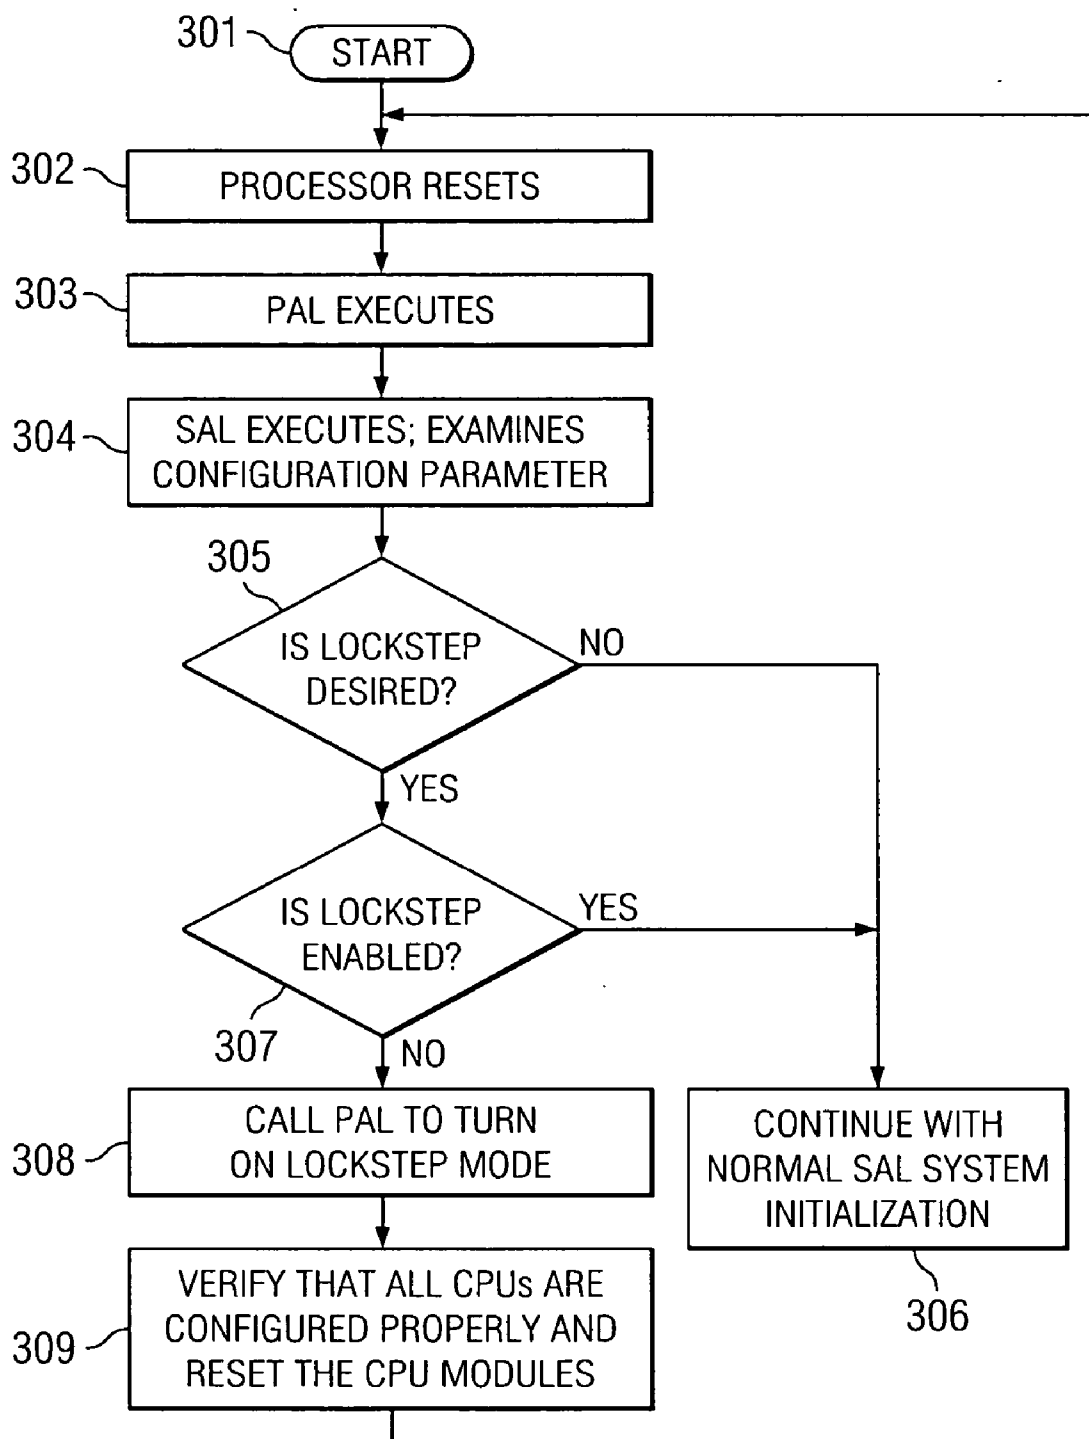 301
START
302
PROCESSOR RESETS
303
PAL EXECUTES
304
SAL EXECUTES; EXAMINES
CONFIGURATION PARAMETER
305
IS LOCKSTEP
DESIRED?
NO
YES
IS LOCKSTEP
ENABLED?
YES
307
NO
308
CALL PAL TO TURN
ON LOCKSTEP MODE
CONTINUE WITH
NORMAL SAL SYSTEM
INITIALIZATION
306
309
VERIFY THAT ALL CPUs ARE
CONFIGURED PROPERLY AND
RESET THE CPU MODULES